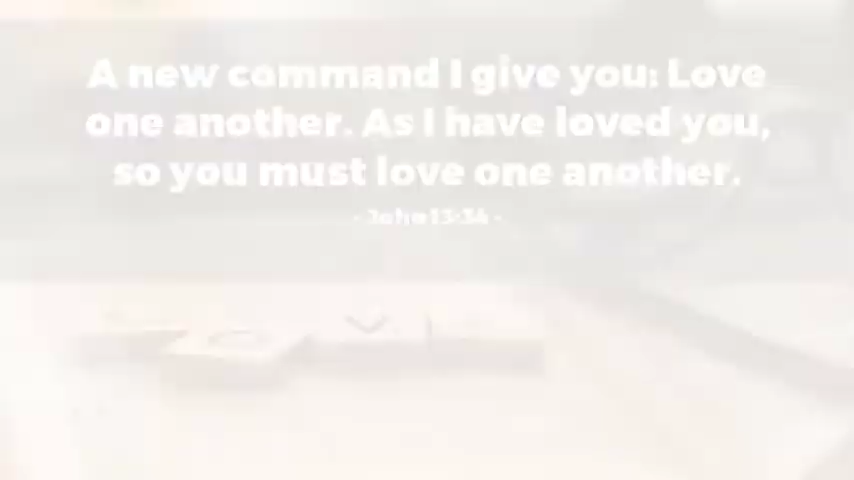 A new command I give you: Love
one another. As I have loved you,
so you must love one another.
- John 13:34 -